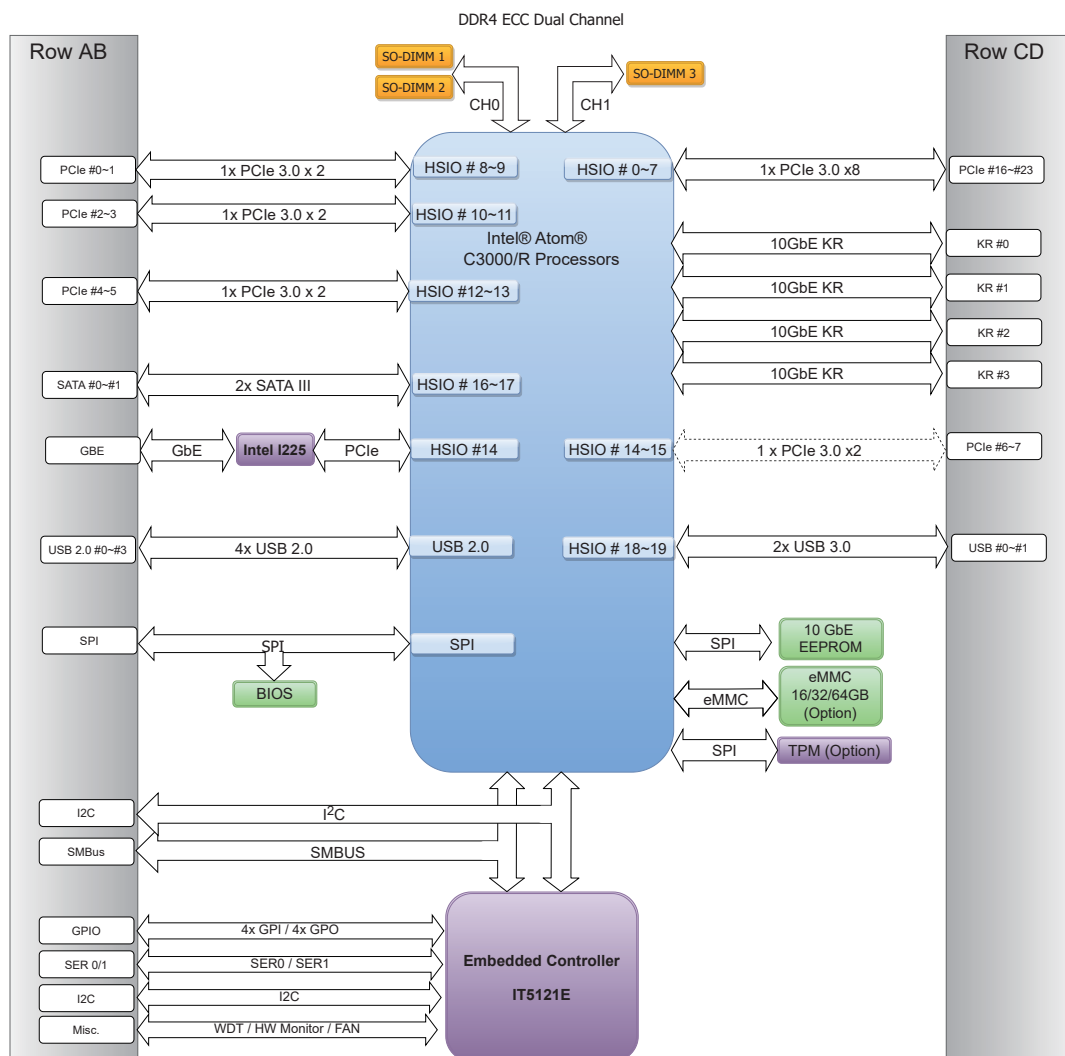 DDR4 ECC Dual Channel
Row AB
Row CD
SO-DIMM 1
SO-DIMM 2
SO-DIMM 3
CH0
CH1
PCIe #0~1
1x PCIe 3.0 x 2
HSIO # 8~9
HSIO # 0~7
1x PCIe 3.0 x8
PCIe #16~#23
PCIe #2~3
1x PCIe 3.0 x 2
HSIO # 10~11
Intel® Atom®
C3000/R Processors
10GbE KR
KR #0
PCIe #4~5
1x PCIe 3.0 x 2
HSIO #12~13
10GbE KR
KR #1
10GbE KR
KR #2
10GbE KR
KR #3
SATA #0~#1
2x SATA III
HSIO # 16~17
GBE
GbE
Intel I225
PCIe
HSIO #14
HSIO # 14~15
1 x PCIe 3.0 x2
PCIe #6~7
USB 2.0 #0~#3
4x USB 2.0
USB 2.0
HSIO # 18~19
2x USB 3.0
USB #0~#1
SPI
SPI
SPI
BIOS
SPI
10 GbE
EEPROM
eMMC
eMMC
16/32/64GB
(Option)
SPI
TPM (Option)
I2C
I²C
SMBus
SMBUS
GPIO
4x GPI / 4x GPO
SER 0/1
SER0 / SER1
I2C
I2C
Misc.
WDT / HW Monitor / FAN
Embedded Controller
IT5121E